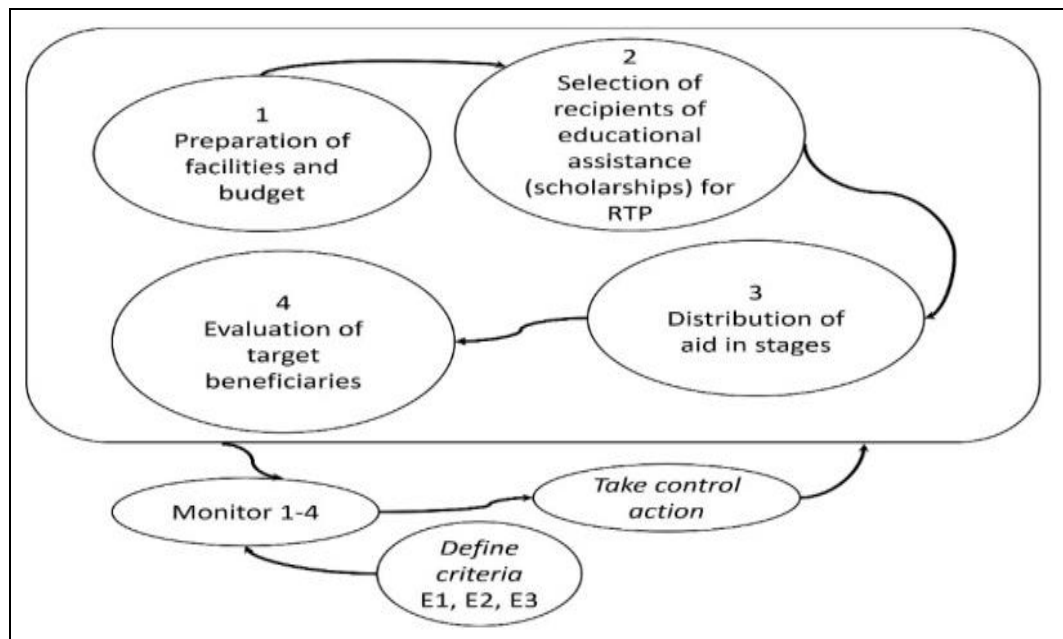 1
Preparation of
facilities and
budget
2
Selection of
recipients of
educational
assistance
(scholarships) for
RTP
3
Distribution of
aid in stages
4
Evaluation of
target
beneficiaries
Monitor 1-4
Take control
action
Define
criteria
E1, E2, E3